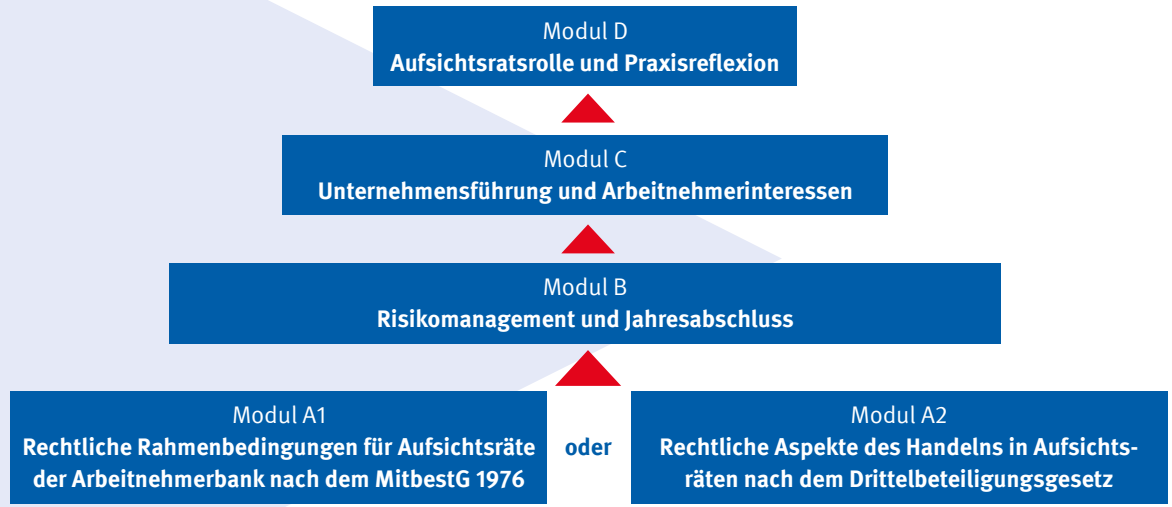 Modul D
Aufsichtsratsrolle und Praxisreflexion
Modul C
Unternehmensführung und Arbeitnehmerinteressen
Modul B
Risikomanagement und Jahresabschluss
Modul A1
Rechtliche Rahmenbedingungen für Aufsichtsräte
der Arbeitnehmerbank nach dem MitbestG 1976
oder
Modul A2
Rechtliche Aspekte des Handelns in Aufsichts-
räten nach dem Drittelbeteiligungsgesetz